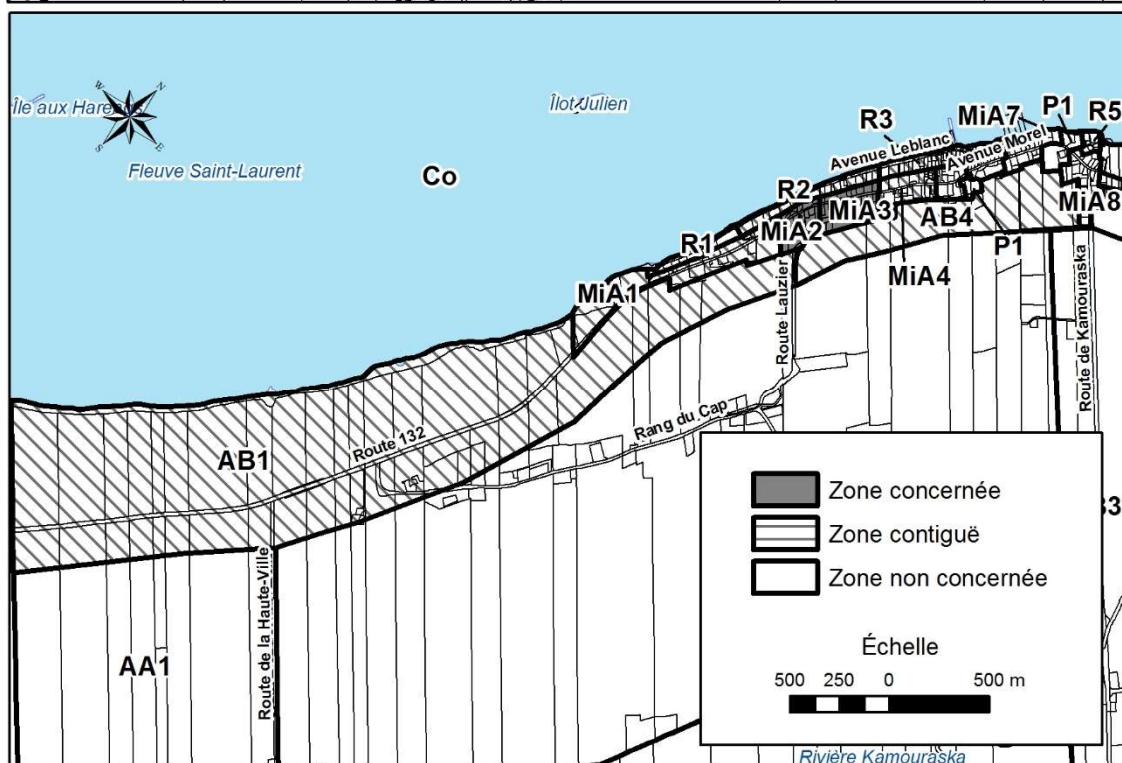 W
N
S
E
Île aux Harengs
Îlot Julien
Fleuve Saint-Laurent
Co
MiA7
P1
R5
R3
Avenue Leblanc
Avenue Morel
R2
MiA3
MiA2
AB4
MiA8
R1
P1
MiA4
MiA1
Route Lauzier
Route de Kamouraska
Rang du Cap
Route 132
AB1
Zone concernée
Zone contiguë
Zone non concernée
Échelle
500 250 0 500 m
Route de la Haute-Ville
AA1
Rivière Kamouraska